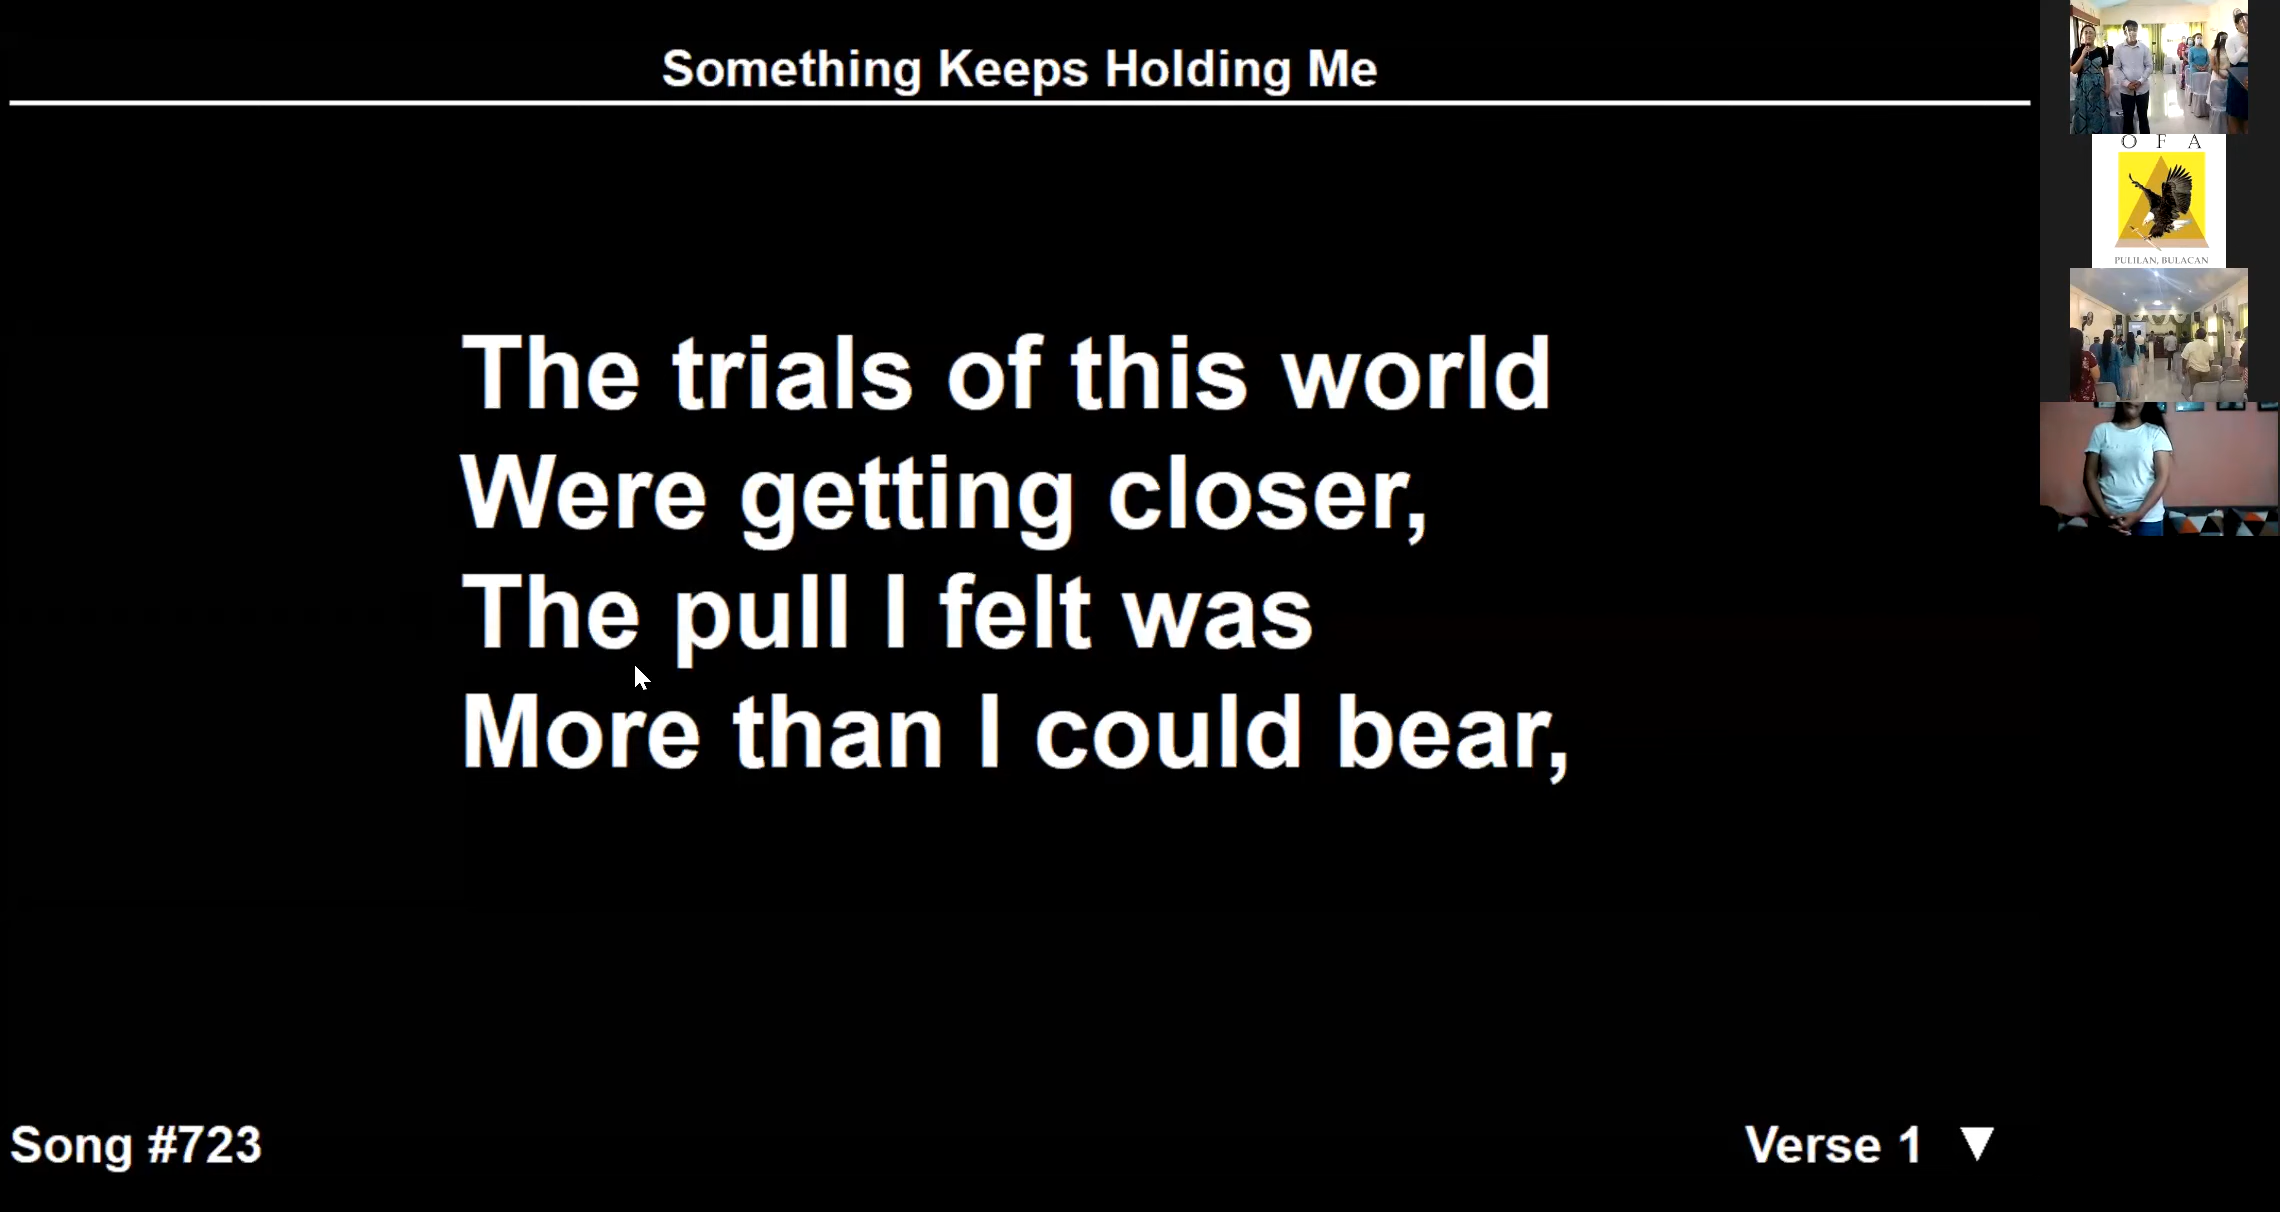 Something Keeps Holding Me
The trials of this world
Were getting closer,
The pull I felt was
More than I could bear,
Song #723
Verse 1 ▼
O F A
PULILAN, BULACAN